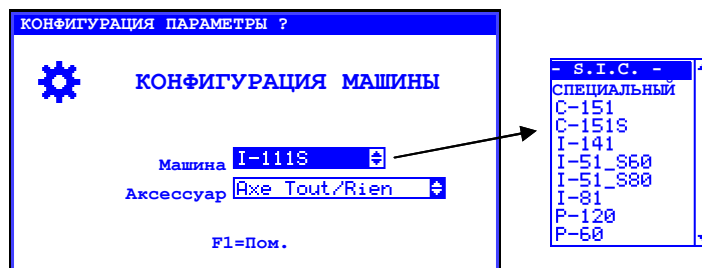 КОНФИГУРАЦИЯ ПАРАМЕТРЫ ?
КОНФИГУРАЦИЯ МАШИНЫ
Машина I-111S
Аксессуар Axe Tout/Rien
F1=Пом.
- S.I.C. -
СПЕЦИАЛЬНЫЙ
C-151
C-151S
I-141
I-51_S60
I-51_S80
I-81
P-120
P-60